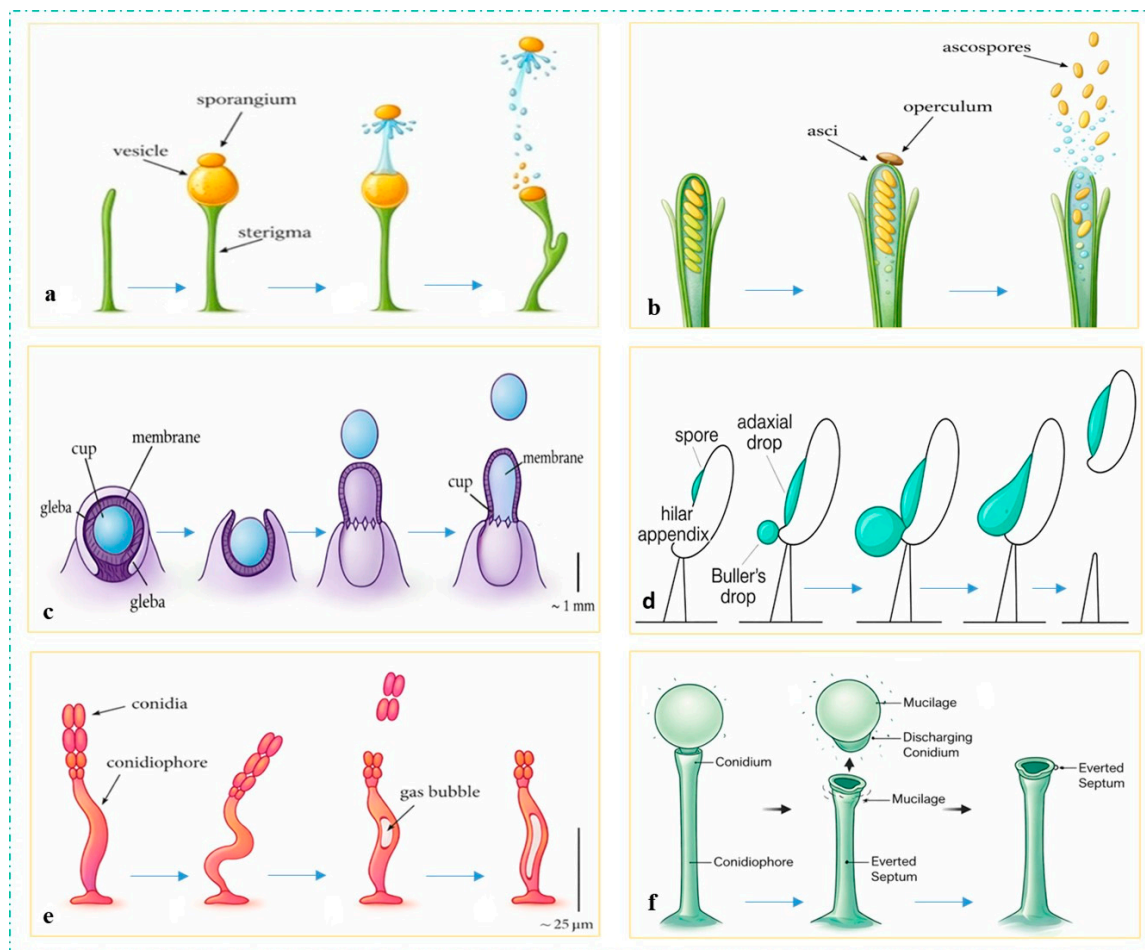 sporangium
vesicle
sterigma
a
ascospores
operculum
asci
b
membrane
cup
gleba
gleba
membrane
cup
~ 1 mm
c
spore
adaxial
drop
hilar
appendix
Buller's
drop
d
conidia
conidiophore
gas bubble
~ 25 µm
e
Mucilage
Discharging
Conidium
Conidium
Mucilage
Everted
Septum
Conidiophore
Everted
Septum
f